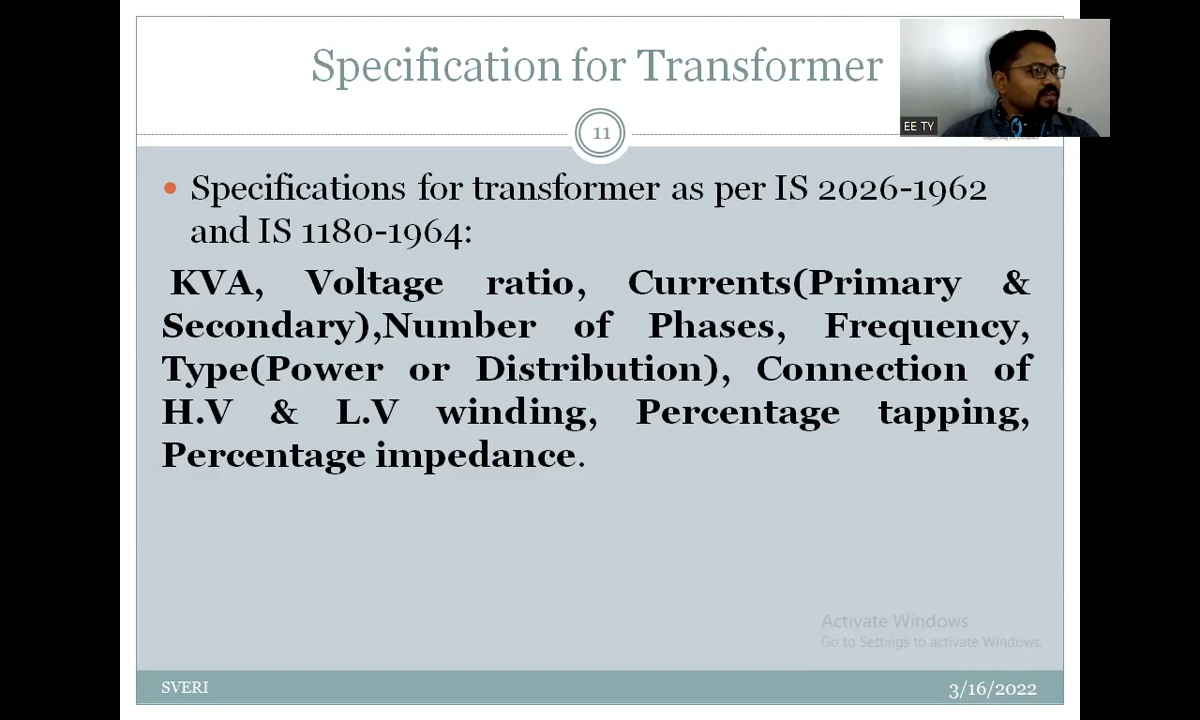 Specification for Transformer
EE TY
11
Specifications for transformer as per IS 2026-1962
and IS 1180-1964:
KVA, Voltage ratio, Currents(Primary &
Secondary),Number of Phases, Frequency,
Type(Power or Distribution), Connection of
H.V & L.V winding, Percentage tapping,
Percentage impedance.
Activate Windows
Go to Settings to activate Windows.
SVERI
3/16/2022